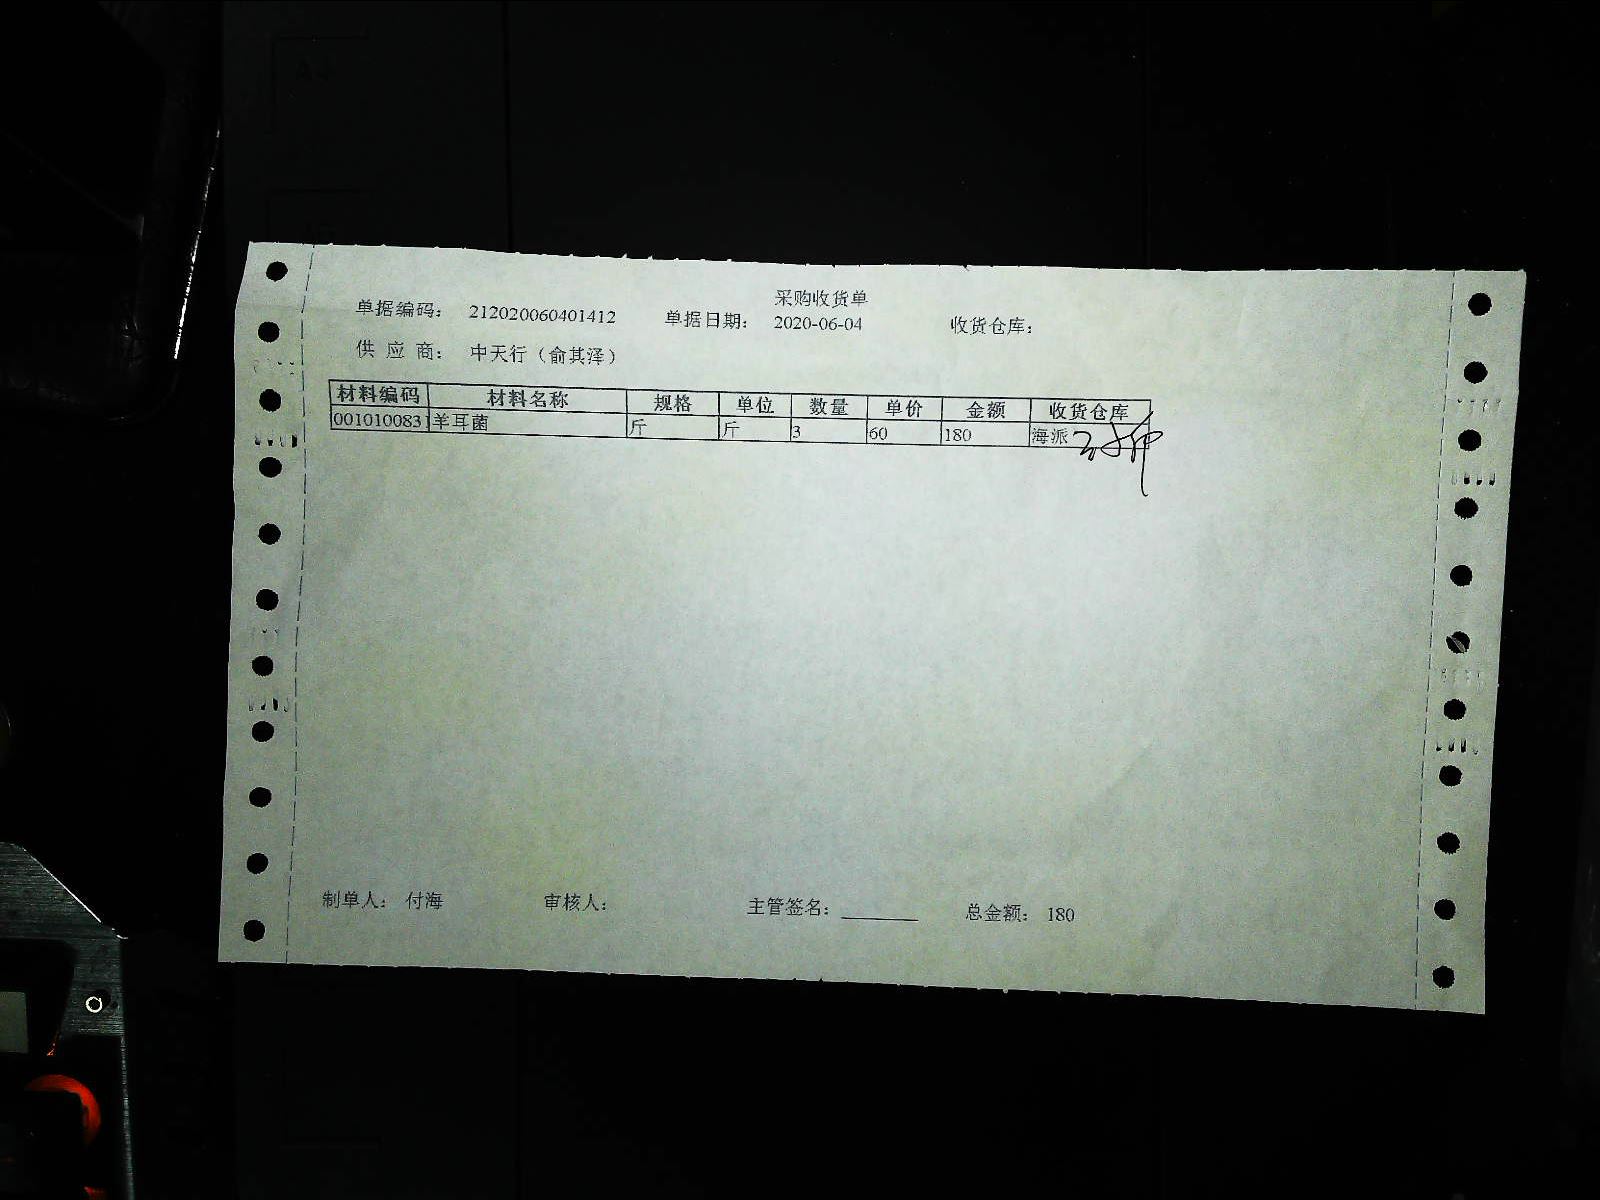 采购收货单
单据编码： 212020060401412 单据日期： 2020-06-04 收货仓库：
供 应 商： 中天行（俞其泽）
材料编码 材料名称 规格 单位 数量 单价 金额 收货仓库
001010083 羊耳菌 斤 斤 3 60 180 海派
制单人： 付海 审核人： 主管签名： 总金额： 180